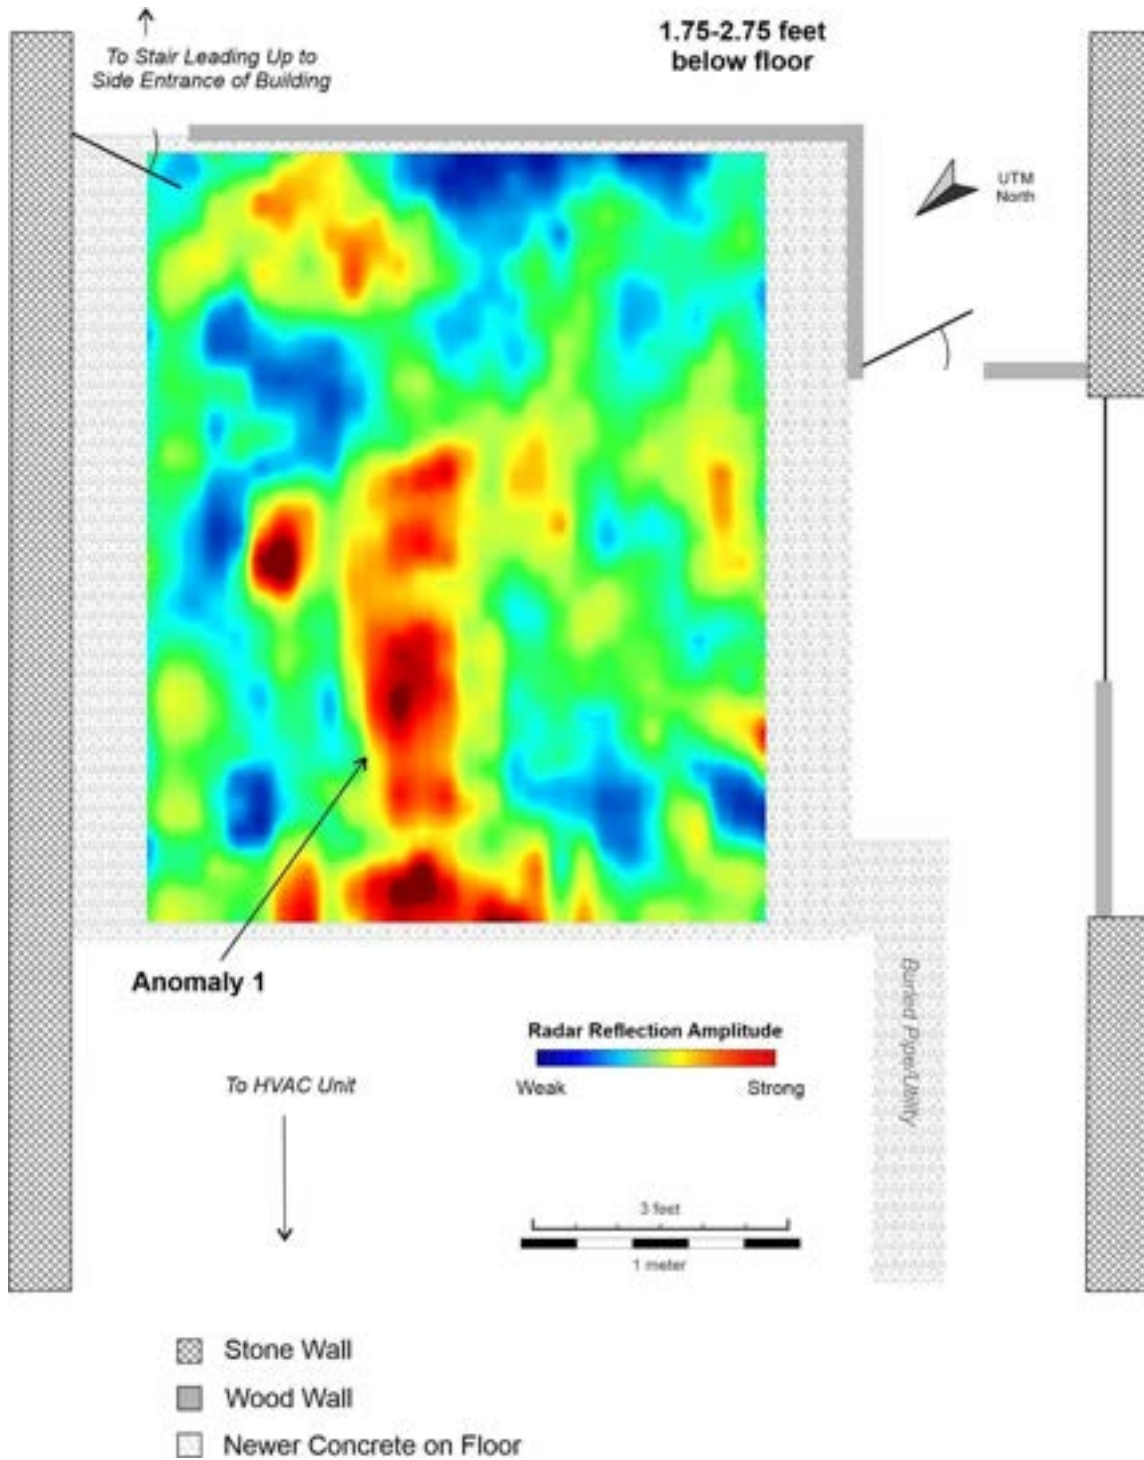 To Stair Leading Up to
Side Entrance of Building
1.75-2.75 feet
below floor
UTM
North
Anomaly 1
Radar Reflection Amplitude
Weak
Strong
To HVAC Unit
Buried Pipe/Utility
3 feet
1 meter
Stone Wall
Wood Wall
Newer Concrete on Floor